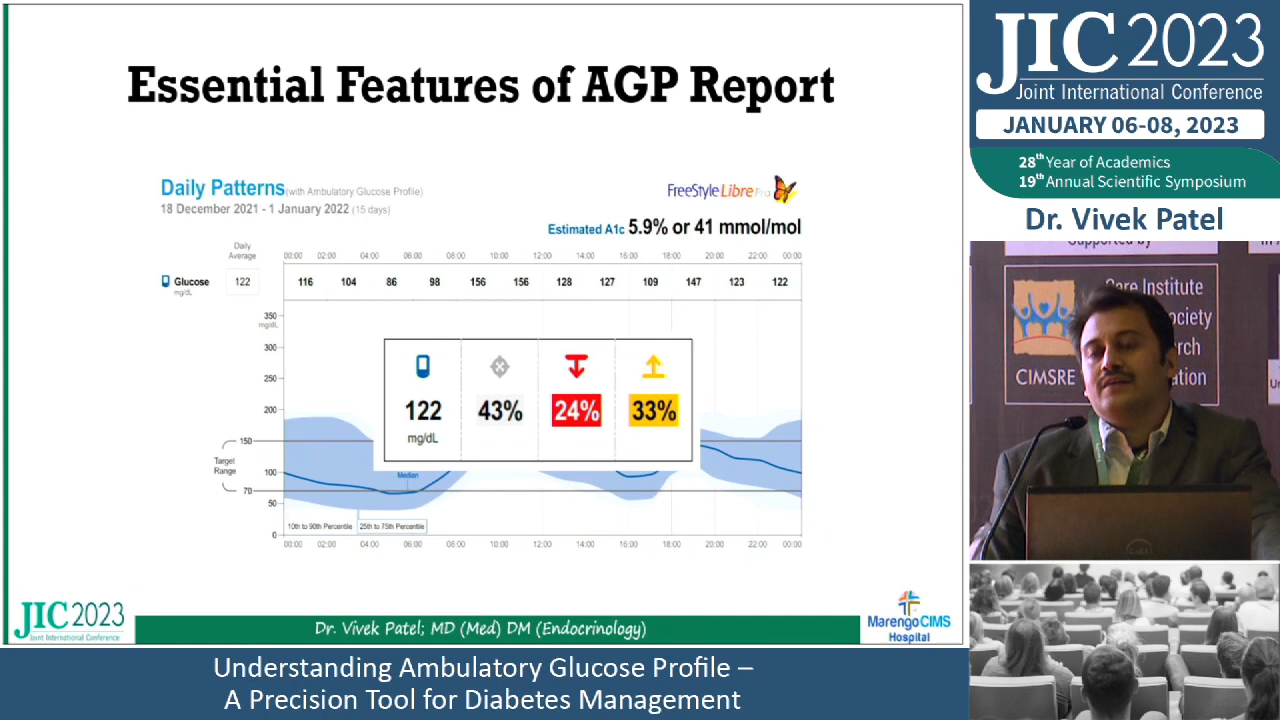 Essential Features of AGP Report
Daily Patterns (with Ambulatory Glucose Profile)
18 December 2021 - 1 January 2022 (15 days)
FreeStyle Libre Pro
Estimated A1c 5.9% or 41 mmol/mol
Daily
Average
00:00 02:00 04:00 06:00 08:00 10:00 12:00 14:00 16:00 18:00 20:00 22:00 00:00
Glucose
mg/dL
122
116 104 86 98 156 156 128 127 109 147 123 122
350
mg/dL
300
250
200
150
Target
Range
100
70
50
0
122
mg/dL
43%
24%
33%
Median
10th to 90th Percentile
25th to 75th Percentile
00:00 02:00 04:00 06:00 08:00 10:00 12:00 14:00 16:00 18:00 20:00 22:00 00:00
JIC 2023
Joint International Conference
Dr. Vivek Patel; MD (Med) DM (Endocrinology)
Marengo CIMS
Hospital
Understanding Ambulatory Glucose Profile –
A Precision Tool for Diabetes Management
JIC 2023
Joint International Conference
JANUARY 06-08, 2023
28th Year of Academics
19th Annual Scientific Symposium
Dr. Vivek Patel
Supported by
Care Institute
Society
CIMSRE